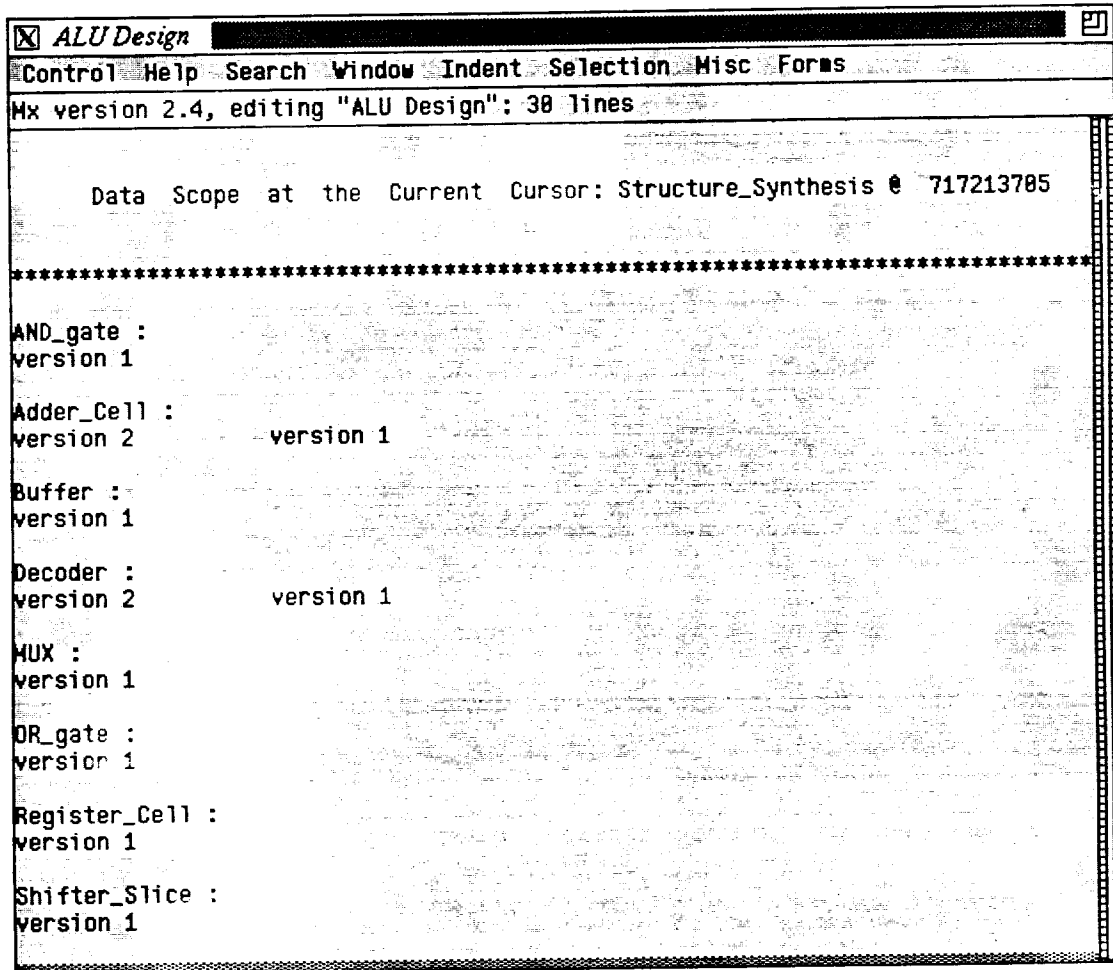 X ALU Design
Control Help Search Window Indent Selection Misc Forms
Mx version 2.4, editing "ALU Design": 30 lines
Data Scope at the Current Cursor: Structure_Synthesis @ 717213705
********************************************************************************
AND_gate :
version 1
Adder_Cell :
version 2 version 1
Buffer :
version 1
Decoder :
version 2 version 1
MUX :
version 1
OR_gate :
version 1
Register_Cell :
version 1
Shifter_Slice :
version 1